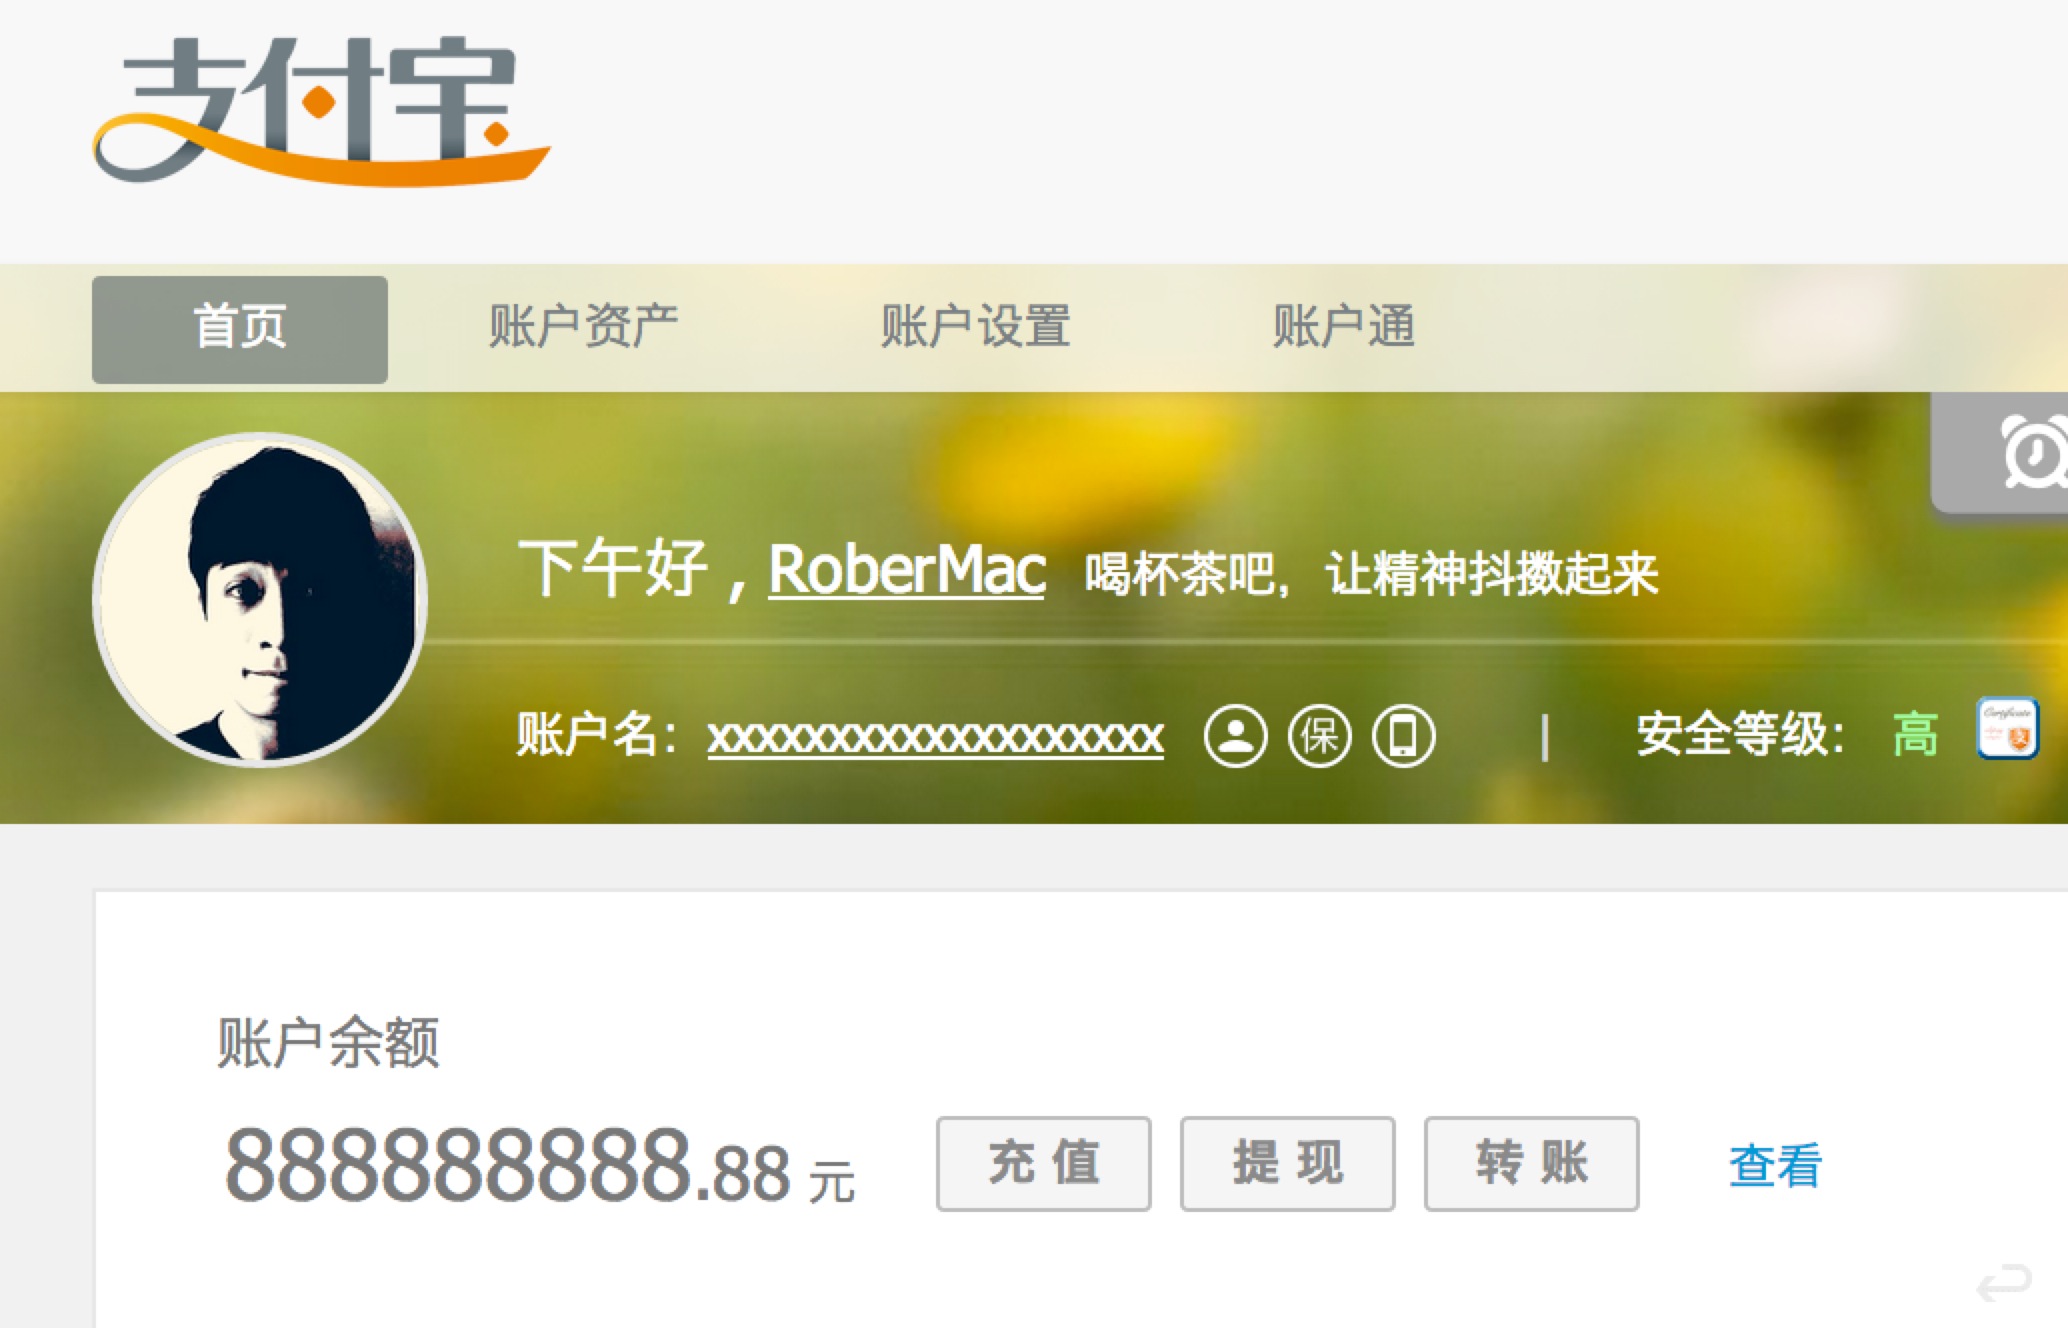 支付宝
首页 账户资产 账户设置 账户通
下午好，RoberMac 喝杯茶吧，让精神抖擞起来
账户名：xxxxxxxxxxxxxxxxxxx 保 | 安全等级： 高
账户余额
888888888.88 元 充 值 提 现 转 账 查看